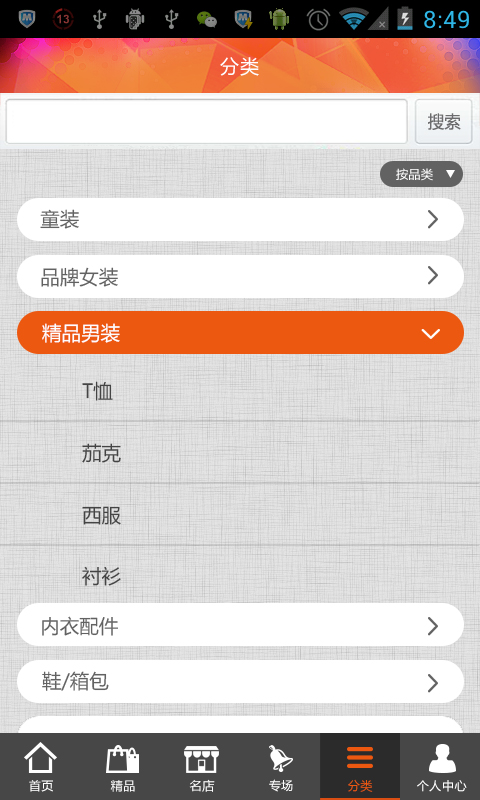 13 8:49
分类
搜索
按品类
童装
品牌女装
精品男装
T恤
茄克
西服
衬衫
内衣配件
鞋/箱包
首页 精品 名店 专场 分类 个人中心